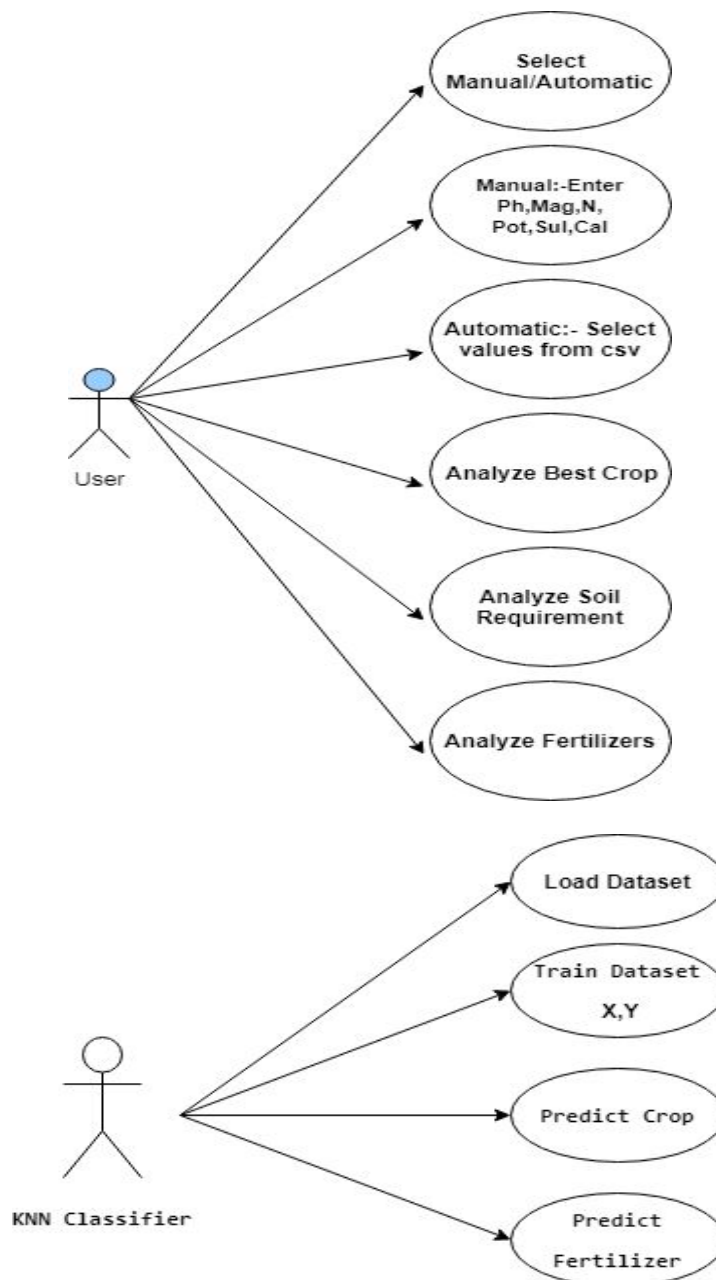 Select
Manual/Automatic
Manual:-Enter
Ph,Mag,N,
Pot,Sul,Cal
Automatic:- Select
values from csv
User
Analyze Best Crop
Analyze Soil
Requirement
Analyze Fertilizers
Load Dataset
Train Dataset
X,Y
Predict Crop
KNN Classifier
Predict
Fertilizer